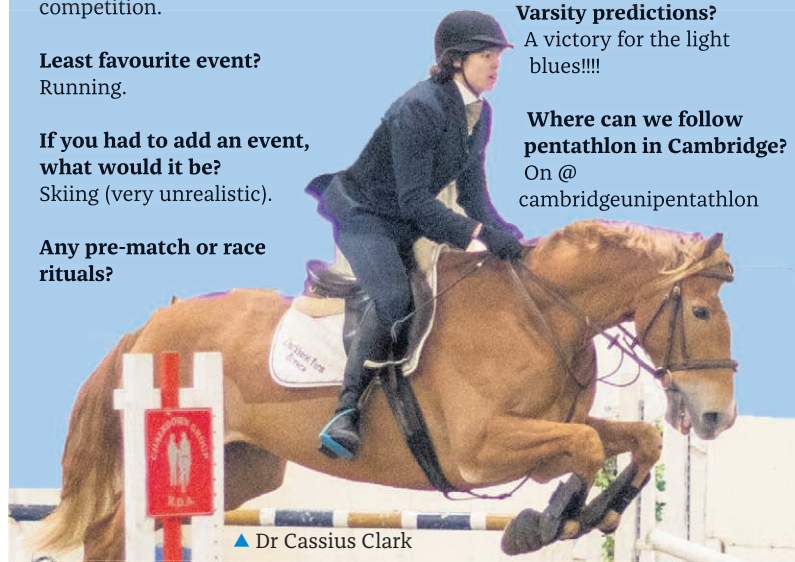 competition.
Least favourite event?
Running.
If you had to add an event,
what would it be?
Skiing (very unrealistic).
Any pre-match or race
rituals?
Varsity predictions?
A victory for the light
blues!!!!
Where can we follow
pentathlon in Cambridge?
On @
cambridgeunipentathlon
GROUP
R.D.A.
▲ Dr Cassius Clark